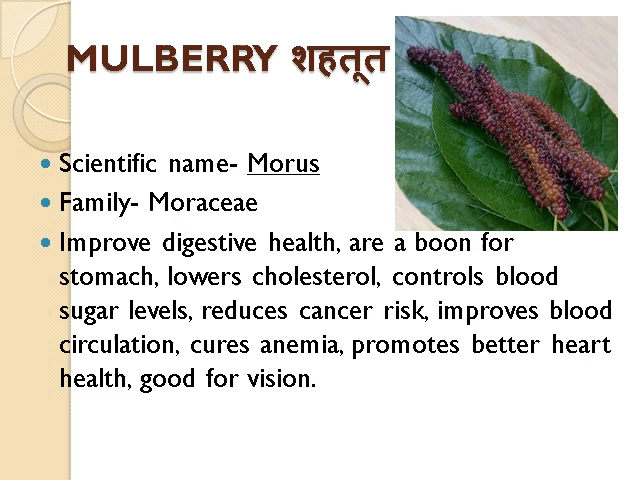 MULBERRY शहतूत
Scientific name- Morus
Family- Moraceae
Improve digestive health, are a boon for
stomach, lowers cholesterol, controls blood
sugar levels, reduces cancer risk, improves blood
circulation, cures anemia, promotes better heart
health, good for vision.